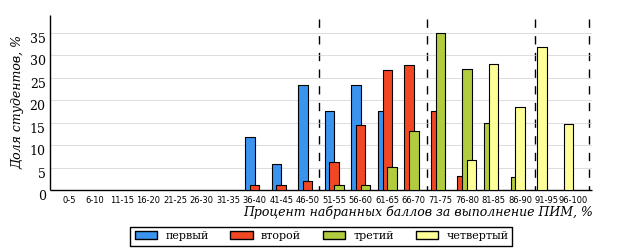 Доля студентов, %
35
30
25
20
15
10
5
0
0-5 6-10 11-15 16-20 21-25 26-30 31-35 36-40 41-45 46-50 51-55 56-60 61-65 66-70 71-75 76-80 81-85 86-90 91-95 96-100
Процент набранных баллов за выполнение ПИМ, %
первый второй третий четвертый